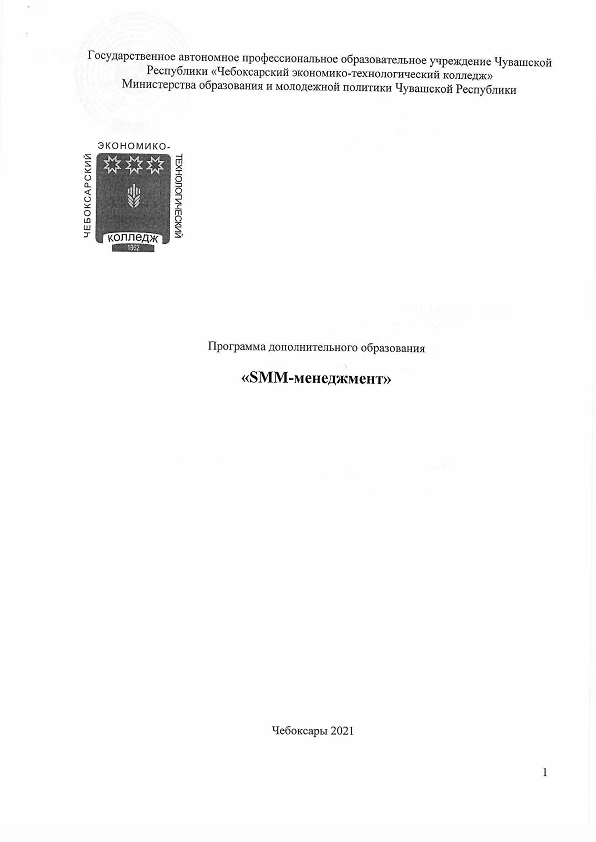 Государственное автономное профессиональное образовательное учреждение Чувашской
Республики «Чебоксарский экономико-технологический колледж»
Министерства образования и молодежной политики Чувашской Республики
ЧЕБОКСАРСКИЙ
ЭКОНОМИКО-
ТЕХНОЛОГИЧЕСКИЙ
колледж
1962
Программа дополнительного образования
«SMM-менеджмент»
Чебоксары 2021
1